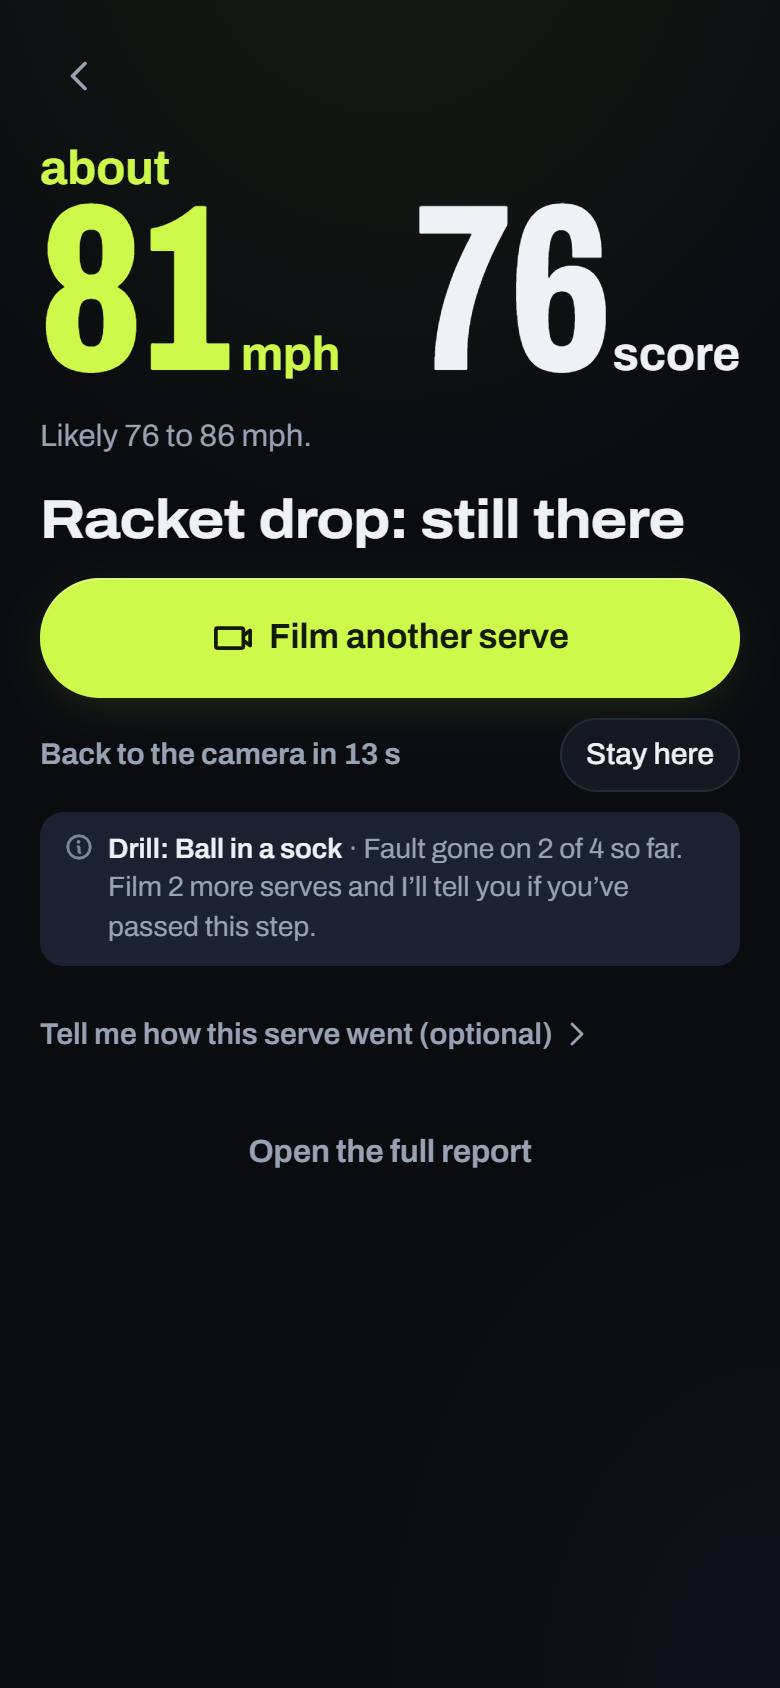 about
81 mph
76 score
Likely 76 to 86 mph.
Racket drop: still there
Film another serve
Back to the camera in 13 s
Stay here
Drill: Ball in a sock · Fault gone on 2 of 4 so far.
Film 2 more serves and I’ll tell you if you’ve
passed this step.
Tell me how this serve went (optional)
Open the full report